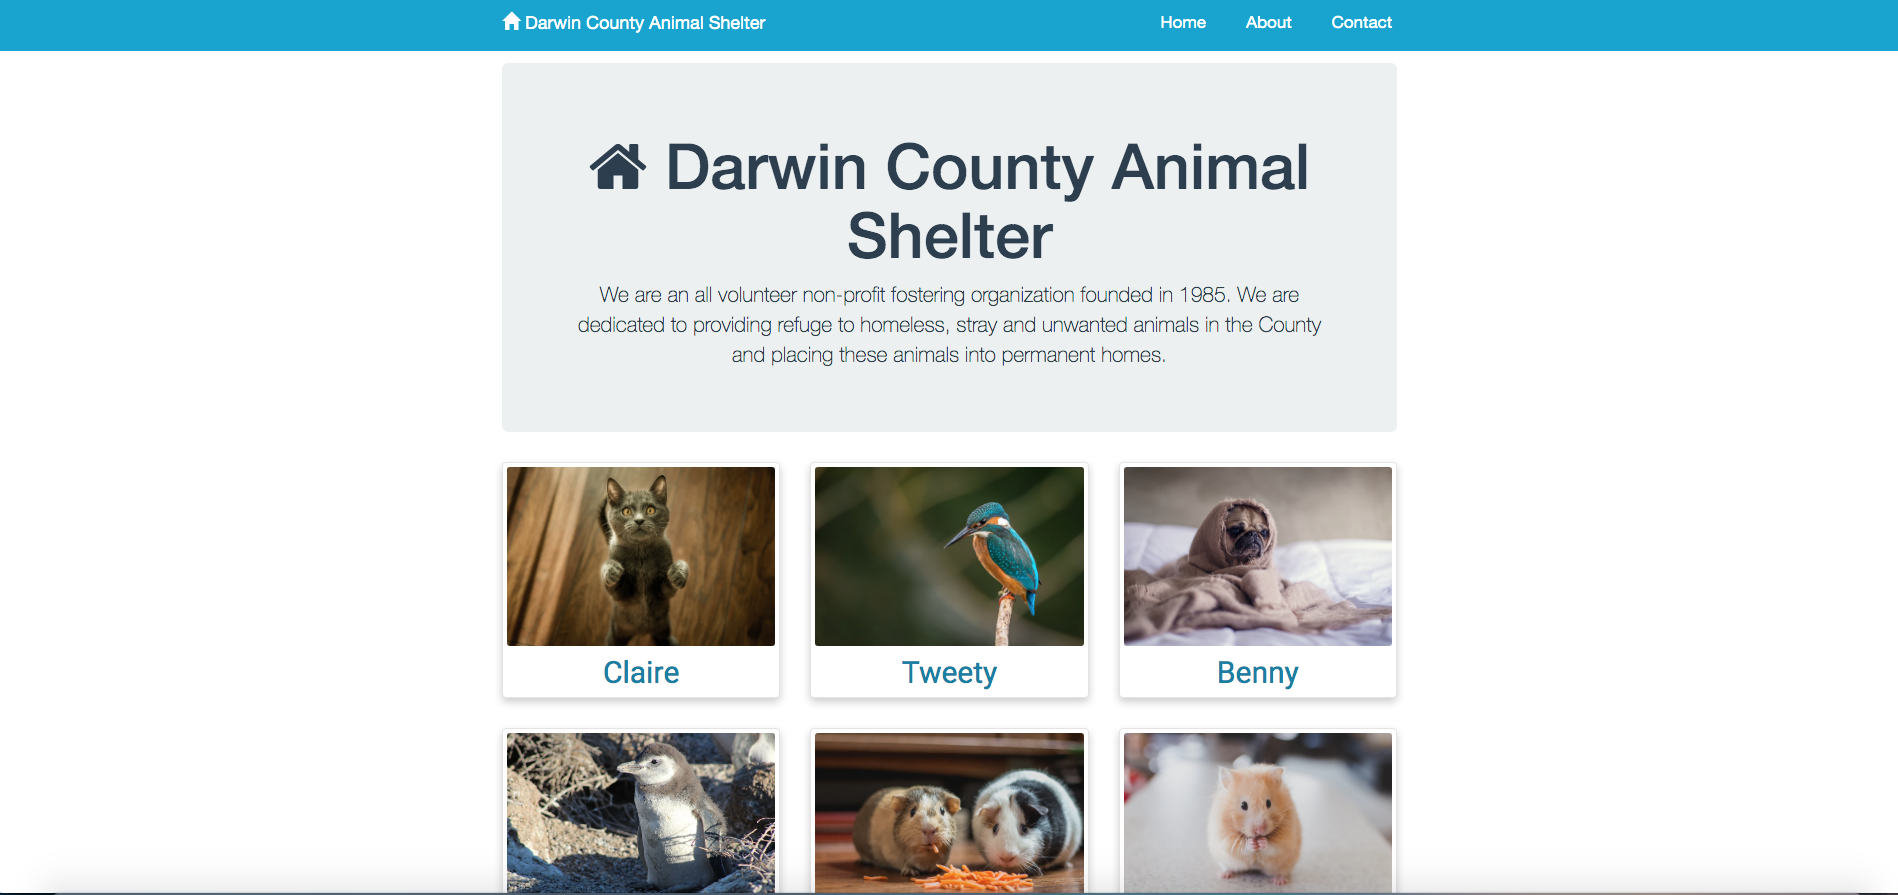 Darwin County Animal Shelter
Home
About
Contact
Darwin County Animal
Shelter
We are an all volunteer non-profit fostering organization founded in 1985. We are
dedicated to providing refuge to homeless, stray and unwanted animals in the County
and placing these animals into permanent homes.
Claire
Tweety
Benny